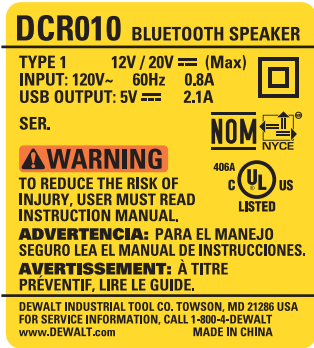 DCR010 BLUETOOTH SPEAKER
TYPE 1 12V / 20V ⎓ (Max)
INPUT: 120V~ 60Hz 0.8A
USB OUTPUT: 5V ⎓ 2.1A
SER.
NOM NYCE
WARNING
406A
C UL US
LISTED
TO REDUCE THE RISK OF
INJURY, USER MUST READ
INSTRUCTION MANUAL.
ADVERTENCIA: PARA EL MANEJO
SEGURO LEA EL MANUAL DE INSTRUCCIONES.
AVERTISSEMENT: À TITRE
PRÉVENTIF, LIRE LE GUIDE.
DEWALT INDUSTRIAL TOOL CO. TOWSON, MD 21286 USA
FOR SERVICE INFORMATION, CALL 1-800-4-DEWALT
www.DEWALT.com MADE IN CHINA